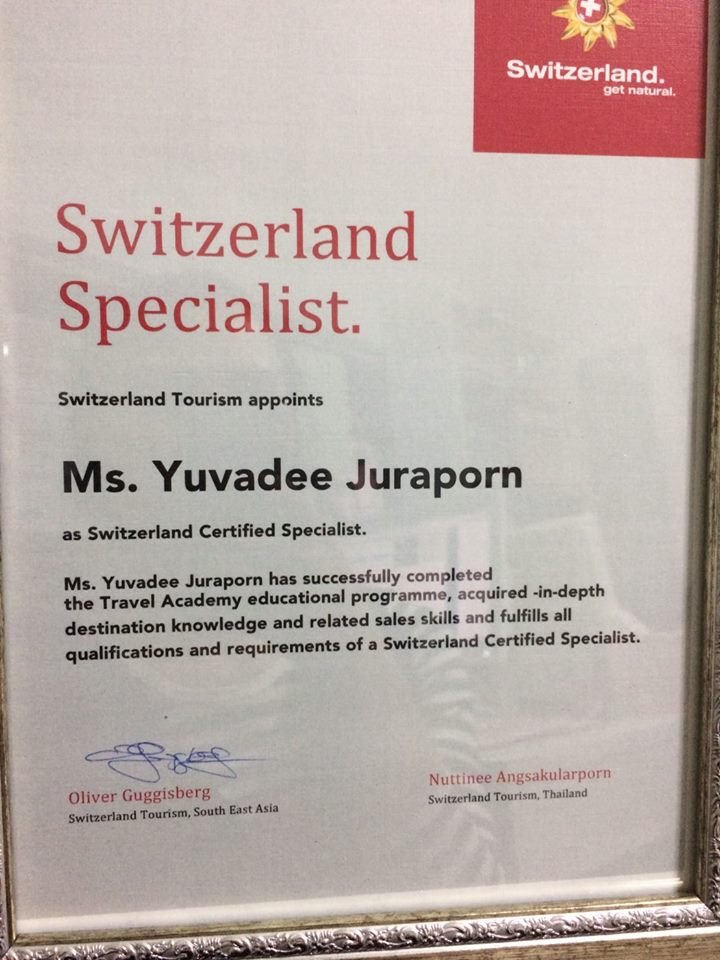 Switzerland.
get natural.
Switzerland
Specialist.
Switzerland Tourism appoints
Ms. Yuvadee Juraporn
as Switzerland Certified Specialist.
Ms. Yuvadee Juraporn has successfully completed
the Travel Academy educational programme, acquired -in-depth
destination knowledge and related sales skills and fulfills all
qualifications and requirements of a Switzerland Certified Specialist.
Oliver Guggisberg
Switzerland Tourism, South East Asia
Nuttinee Angsakularporn
Switzerland Tourism, Thailand